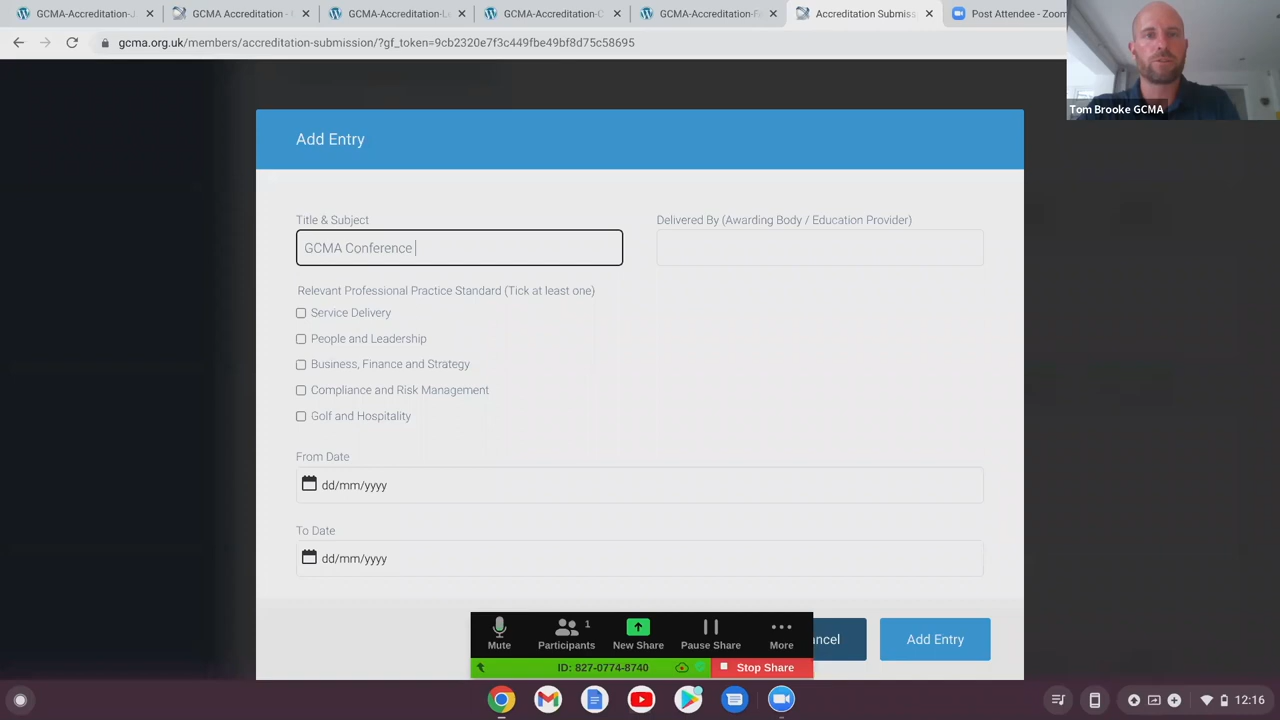 GCMA-Accreditation-J
GCMA Accreditation -
GCMA-Accreditation-L
GCMA-Accreditation-C
GCMA-Accreditation-FA
Accreditation Submiss
Post Attendee - Zoom
gcma.org.uk/members/accreditation-submission/?gf_token=9cb2320e7f3c449fbe49bf8d75c58695
Tom Brooke GCMA
Add Entry
Title & Subject
Delivered By (Awarding Body / Education Provider)
GCMA Conference
Relevant Professional Practice Standard (Tick at least one)
Service Delivery
People and Leadership
Business, Finance and Strategy
Compliance and Risk Management
Golf and Hospitality
From Date
dd/mm/yyyy
To Date
dd/mm/yyyy
Mute
Participants 1
New Share
Pause Share
More
ancel
Add Entry
ID: 827-0774-8740
Stop Share
12:16